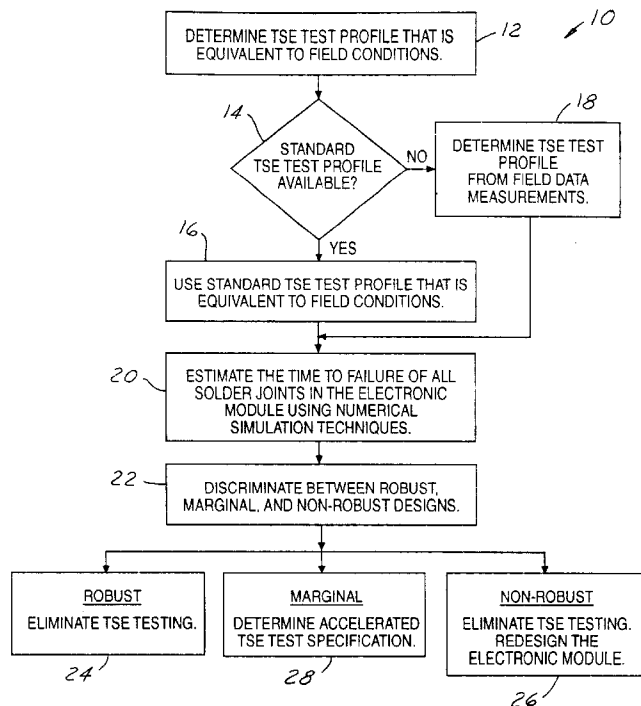 10
DETERMINE TSE TEST PROFILE THAT IS
EQUIVALENT TO FIELD CONDITIONS.
12
14
STANDARD
TSE TEST PROFILE
AVAILABLE?
NO
18
DETERMINE TSE TEST
PROFILE
FROM FIELD DATA
MEASUREMENTS.
YES
16
USE STANDARD TSE TEST PROFILE THAT IS
EQUIVALENT TO FIELD CONDITIONS.
20
ESTIMATE THE TIME TO FAILURE OF ALL
SOLDER JOINTS IN THE ELECTRONIC
MODULE USING NUMERICAL
SIMULATION TECHNIQUES.
22
DISCRIMINATE BETWEEN ROBUST,
MARGINAL, AND NON-ROBUST DESIGNS.
ROBUST
ELIMINATE TSE TESTING.
24
MARGINAL
DETERMINE ACCELERATED
TSE TEST SPECIFICATION.
28
NON-ROBUST
ELIMINATE TSE TESTING.
REDESIGN THE
ELECTRONIC MODULE.
26